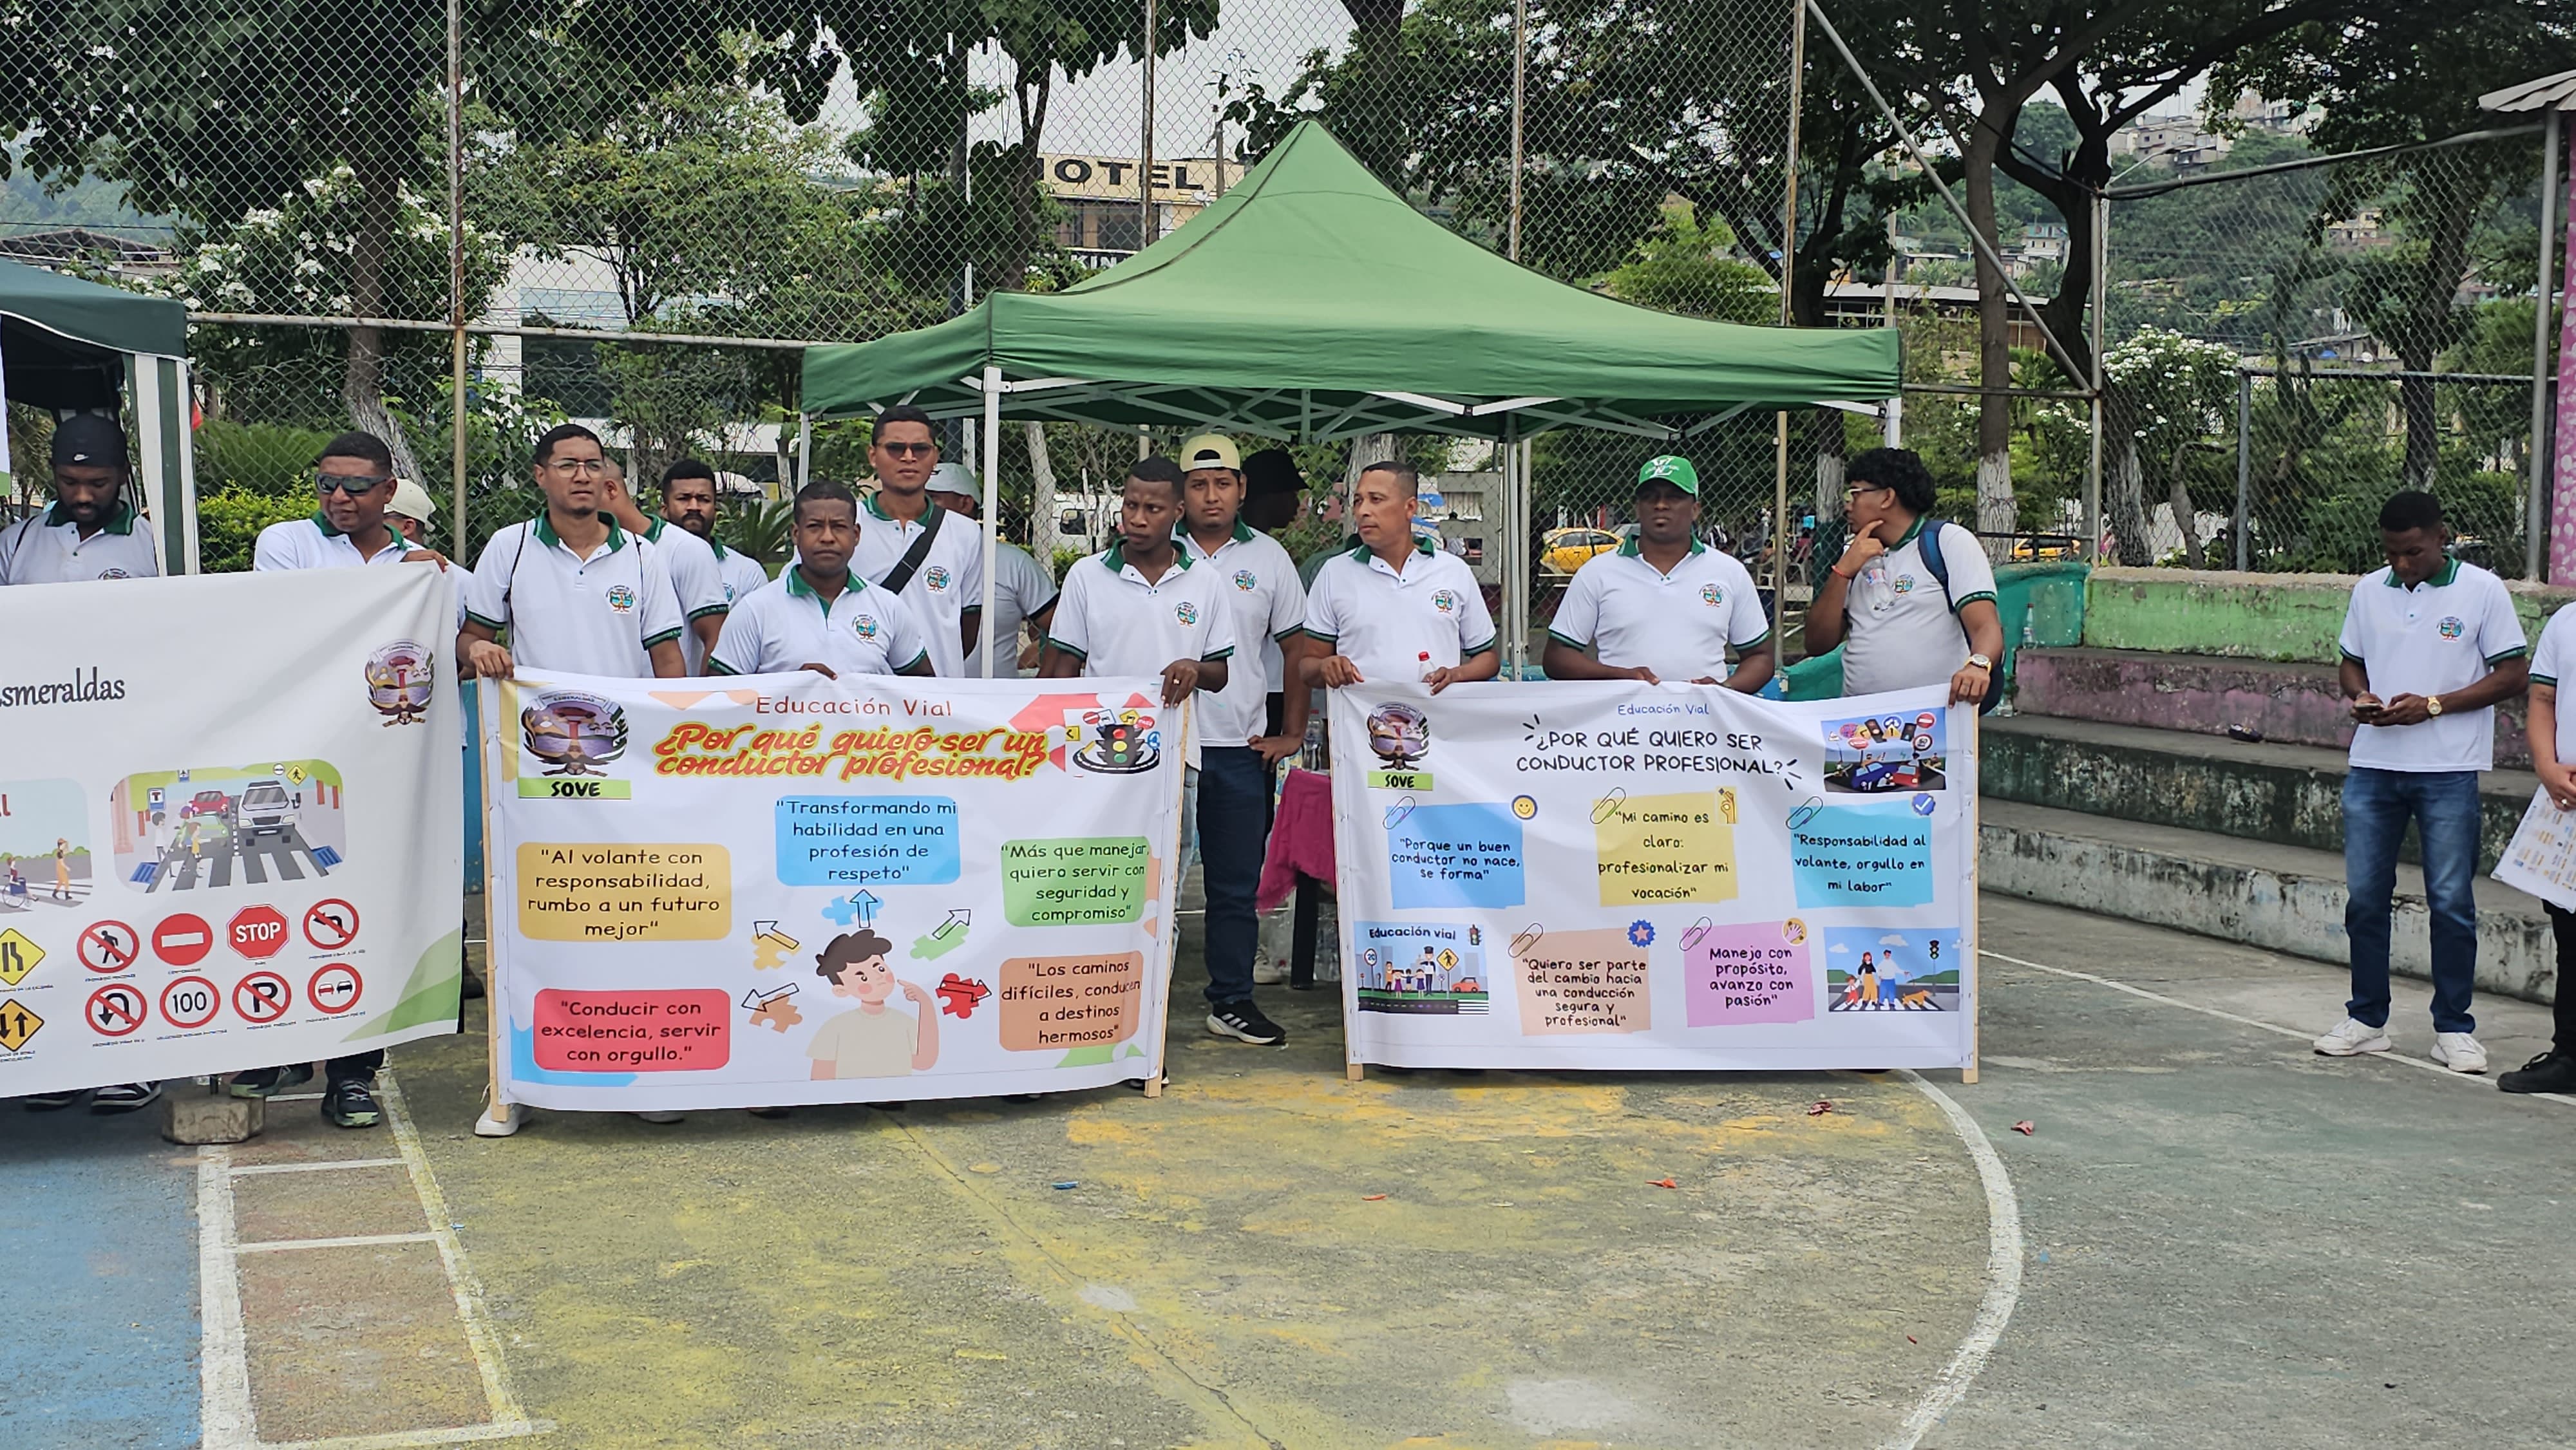 OTEL
KIN
smeraldas
STOP
100
Educación Vial
¿Por qué quiero ser un
conductor profesional?
SOVE
"Transformando mi
habilidad en una
profesión de
respeto"
"Al volante con
responsabilidad,
rumbo a un futuro
mejor"
"Más que manejar,
quiero servir con
seguridad y
compromiso"
"Conducir con
excelencia, servir
con orgullo."
"Los caminos
difíciles, conducen
a destinos
hermosos"
Educación Vial
¿POR QUÉ QUIERO SER
CONDUCTOR PROFESIONAL?
SOVE
"Porque un buen
conductor no nace,
se forma"
"Mi camino es
claro:
profesionalizar mi
vocación"
"Responsabilidad al
volante, orgullo en
mi labor"
Educación vial
"Quiero ser parte
del cambio hacia
una conducción
segura y
profesional"
Manejo con
propósito,
avanzo con
pasión"